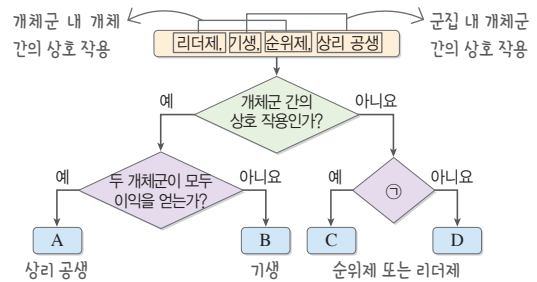 개체군 내 개체
간의 상호 작용
군집 내 개체군
간의 상호 작용
리더제, 기생, 순위제, 상리 공생
개체군 간의
상호 작용인가?
예
아니요
두 개체군이 모두
이익을 얻는가?
예
아니요
㉠
예
아니요
A
B
C
D
상리 공생
기생
순위제 또는 리더제